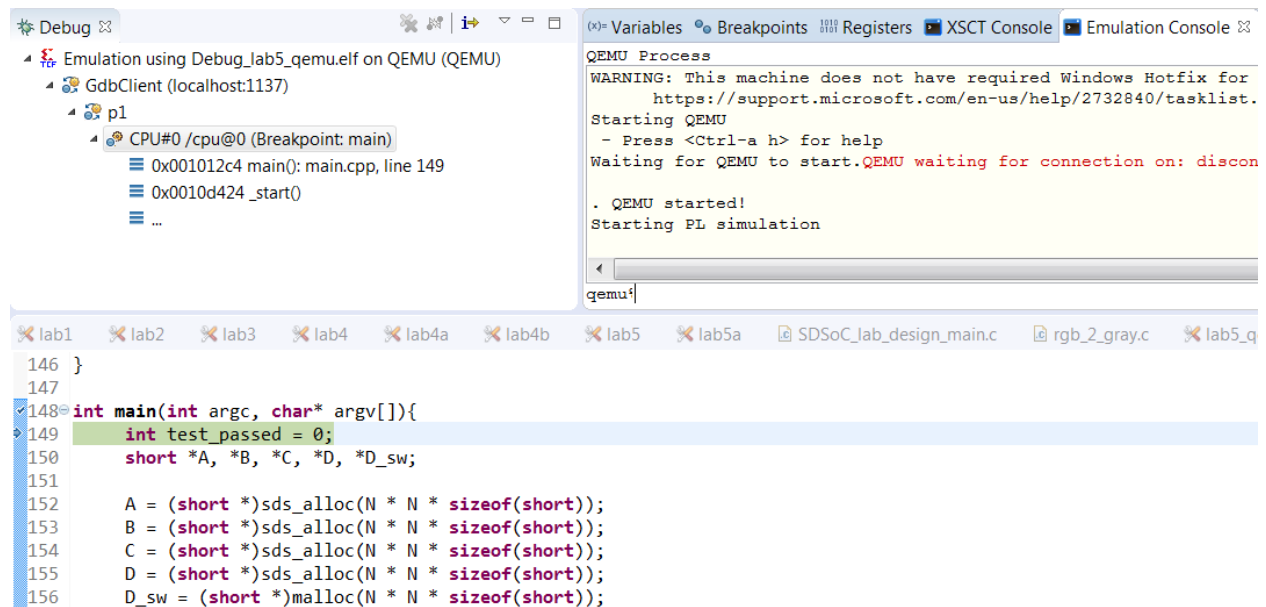 Debug
Emulation using Debug_lab5_qemu.elf on QEMU (QEMU)
GdbClient (localhost:1137)
p1
CPU#0 /cpu@0 (Breakpoint: main)
0x001012c4 main(): main.cpp, line 149
0x0010d424 _start()
...
(x)= Variables Breakpoints Registers XSCT Console Emulation Console
QEMU Process
WARNING: This machine does not have required Windows Hotfix for
https://support.microsoft.com/en-us/help/2732840/tasklist.
Starting QEMU
- Press <Ctrl-a h> for help
Waiting for QEMU to start.QEMU waiting for connection on: discon
. QEMU started!
Starting PL simulation
qemu%
lab1 lab2 lab3 lab4 lab4a lab4b lab5 lab5a SDSoC_lab_design_main.c rgb_2_gray.c lab5_q
146 }
147
148 int main(int argc, char* argv[]){
149 int test_passed = 0;
150 short *A, *B, *C, *D, *D_sw;
151
152 A = (short *)sds_alloc(N * N * sizeof(short));
153 B = (short *)sds_alloc(N * N * sizeof(short));
154 C = (short *)sds_alloc(N * N * sizeof(short));
155 D = (short *)sds_alloc(N * N * sizeof(short));
156 D_sw = (short *)malloc(N * N * sizeof(short));